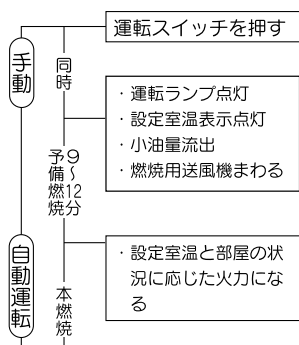 手動
運転スイッチを押す
同時
・運転ランプ点灯
・設定室温表示点灯
・小油量流出
・燃焼用送風機まわる
9～12分
予備燃焼
自動運転
・設定室温と部屋の状
況に応じた火力にな
る
本燃焼